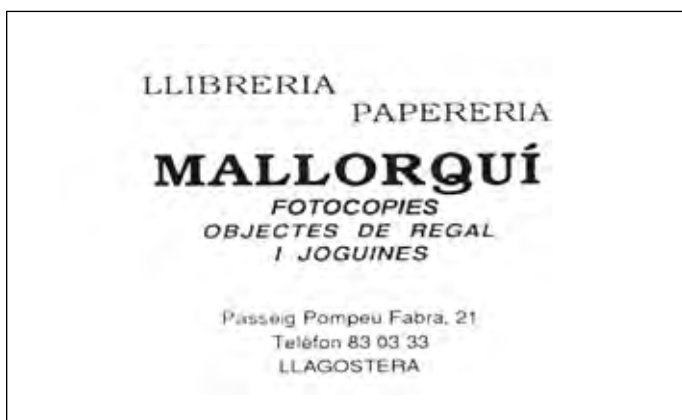 LLIBRERIA
PAPERERIA
MALLORQUÍ
FOTOCOPIES
OBJECTES DE REGAL
I JOGUINES
Passeig Pompeu Fabra, 21
Telèfon 83 03 33
LLAGOSTERA